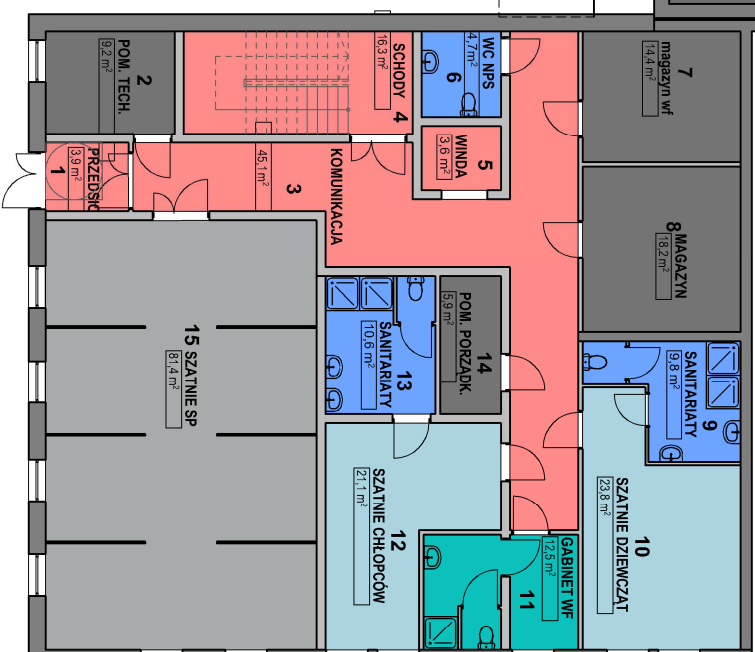 1
PRZEDSIO
3,9 m²
2
POM. TECH.
9,2 m²
3
KOMUNIKACJA
45,1 m²
4
SCHODY
16,3 m²
5
WINDA
3,6 m²
6
WC NPS
4,7m²
7
magazyn wf
14,4 m²
8
MAGAZYN
18,2 m²
9
SANITARIATY
9,8 m²
10
SZATNIE DZIEWCZĄT
23,8 m²
11
GABINET WF
12,5 m²
12
SZATNIE CHŁOPCÓW
21,1 m²
13
SANITARIATY
10,6 m²
14
POM. PORZĄDK.
5,9 m²
15
SZATNIE SP
81,4 m²